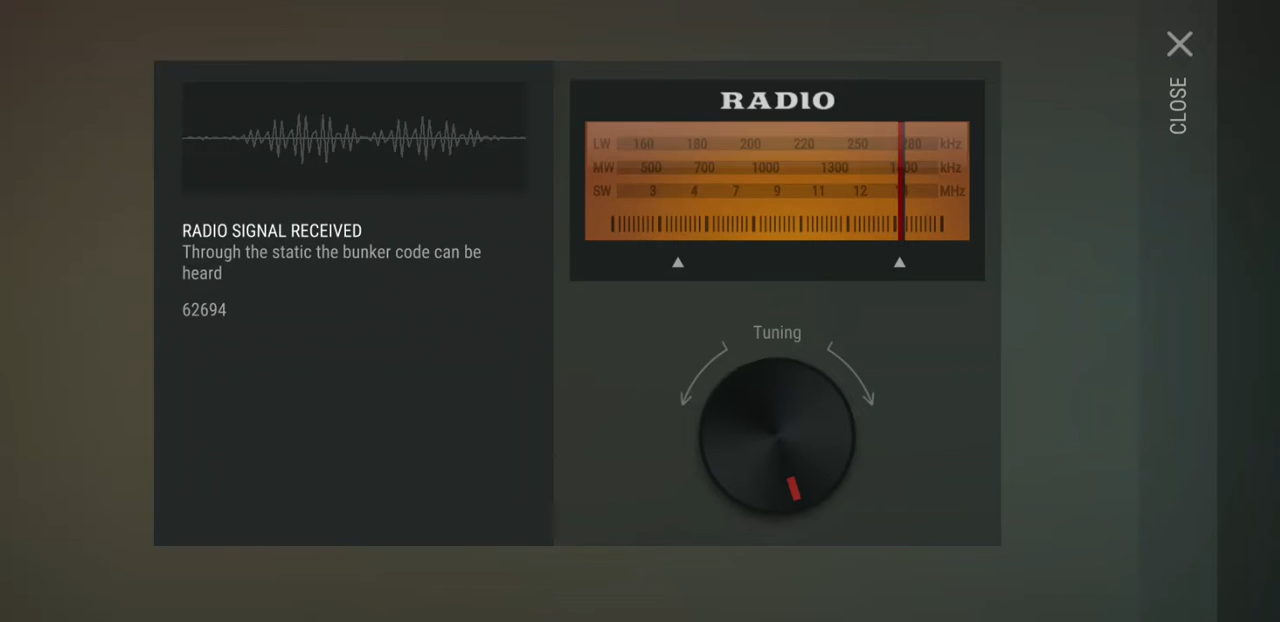 RADIO SIGNAL RECEIVED
Through the static the bunker code can be
heard
62694
RADIO
LW 160 180 200 220 250 280 kHz
MW 500 700 1000 1300 kHz
SW 3 4 7 9 11 12 MHz
Tuning
CLOSE